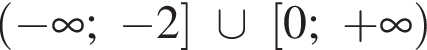 (−∞; −2] ∪ [0; +∞)